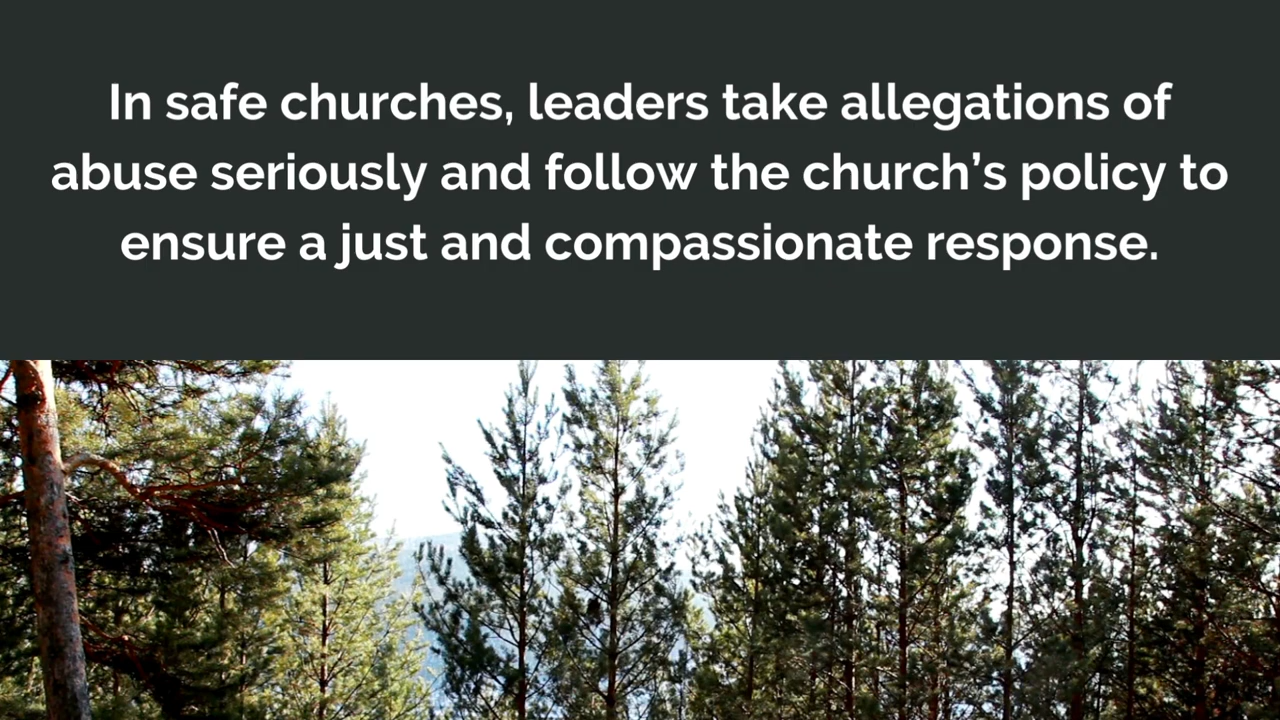 In safe churches, leaders take allegations of
abuse seriously and follow the church’s policy to
ensure a just and compassionate response.